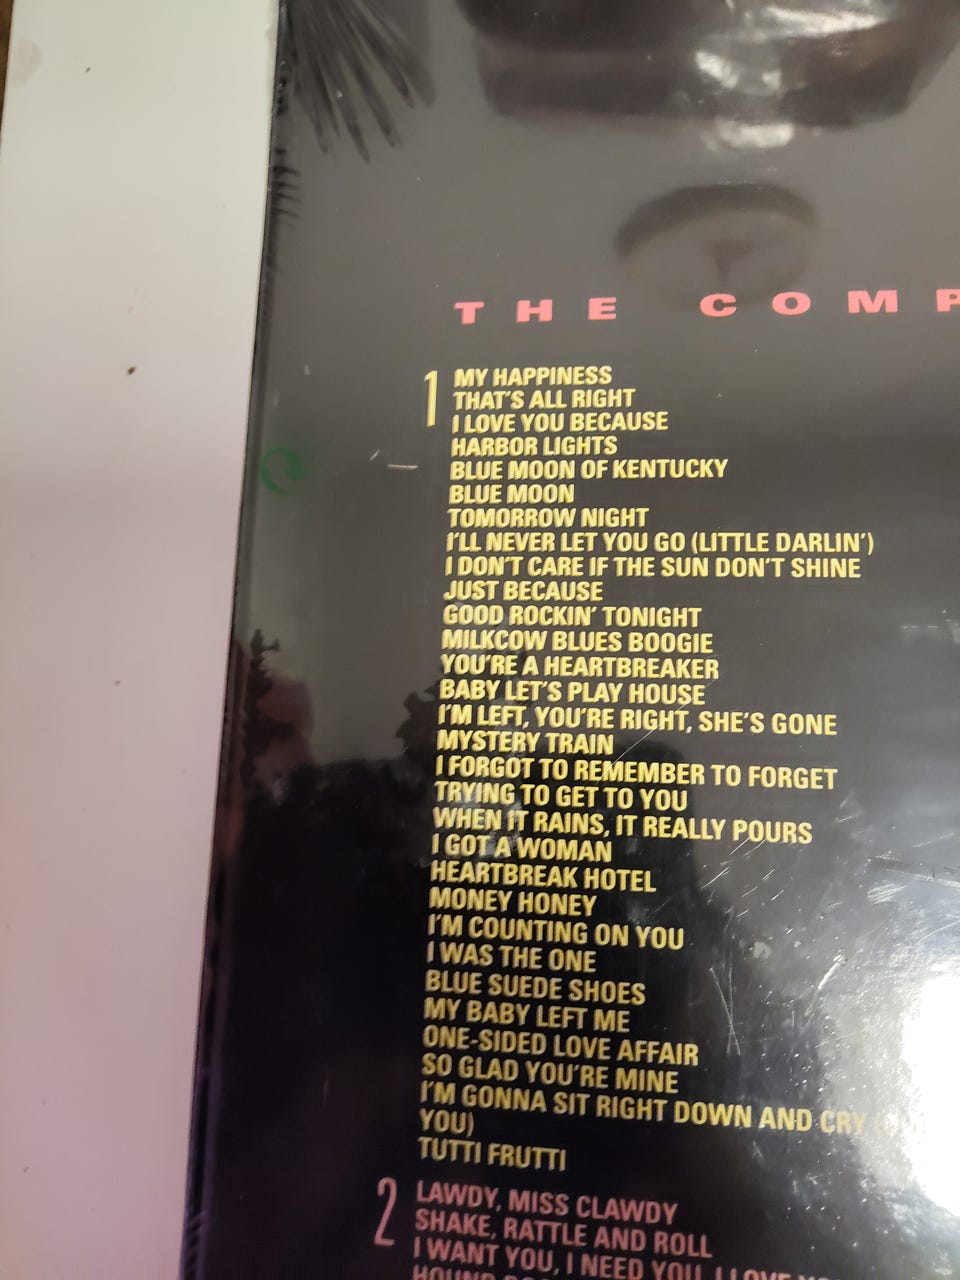 THE COMP
1
MY HAPPINESS
THAT'S ALL RIGHT
I LOVE YOU BECAUSE
HARBOR LIGHTS
BLUE MOON OF KENTUCKY
BLUE MOON
TOMORROW NIGHT
I'LL NEVER LET YOU GO (LITTLE DARLIN')
I DON'T CARE IF THE SUN DON'T SHINE
JUST BECAUSE
GOOD ROCKIN' TONIGHT
MILKCOW BLUES BOOGIE
YOU'RE A HEARTBREAKER
BABY LET'S PLAY HOUSE
I'M LEFT, YOU'RE RIGHT, SHE'S GONE
MYSTERY TRAIN
I FORGOT TO REMEMBER TO FORGET
TRYING TO GET TO YOU
WHEN IT RAINS, IT REALLY POURS
I GOT A WOMAN
HEARTBREAK HOTEL
MONEY HONEY
I'M COUNTING ON YOU
I WAS THE ONE
BLUE SUEDE SHOES
MY BABY LEFT ME
ONE-SIDED LOVE AFFAIR
SO GLAD YOU'RE MINE
I'M GONNA SIT RIGHT DOWN AND CRY
YOU)
TUTTI FRUTTI
2
LAWDY, MISS CLAWDY
SHAKE, RATTLE AND ROLL
I WANT YOU, I NEED YOU, I LOVE
HOUND